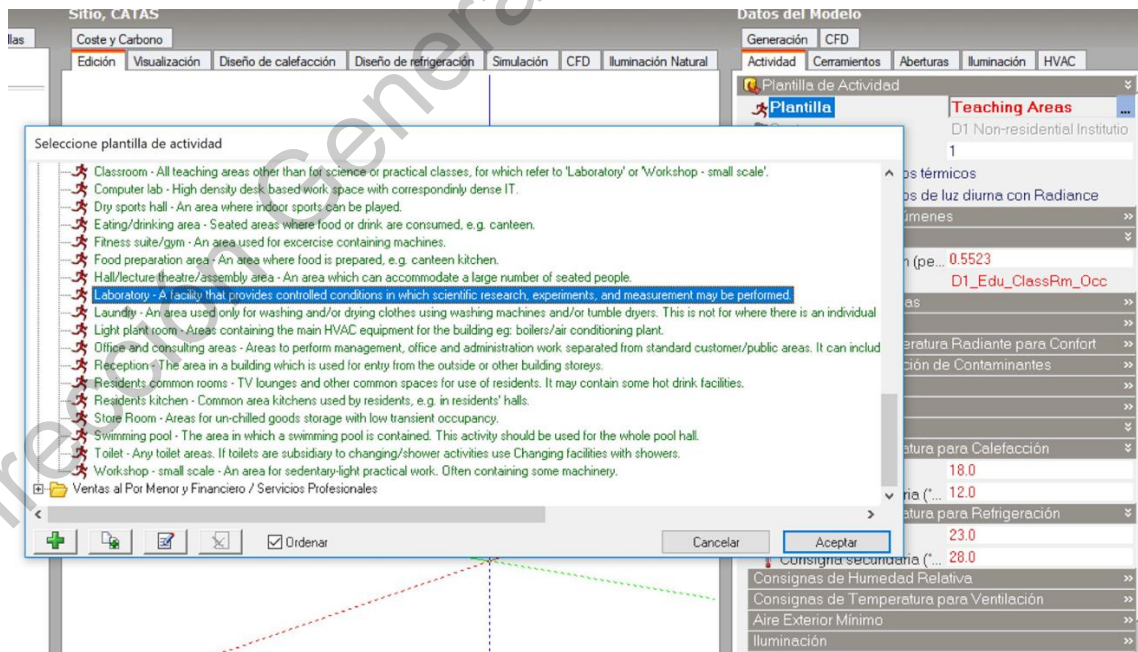 Sitio, CATAS
Datos del Modelo
llas
Coste y Carbono
Generación CFD
Edición Visualización Diseño de calefacción Diseño de refrigeración Simulación CFD Iluminación Natural
Actividad Cerramientos Aberturas Iluminación HVAC
Plantilla de Actividad
Plantilla Teaching Areas ...
D1 Non-residential Institutio
1
os térmicos
os de luz diurna con Radiance
úmenes
n (pe... 0.5523
D1_Edu_ClassRm_Occ
as
eratura Radiante para Confort
ción de Contaminantes
atura para Calefacción
18.0
ria (°... 12.0
atura para Refrigeración
23.0
Consigna secundaria (°... 28.0
Consignas de Humedad Relativa
Consignas de Temperatura para Ventilación
Aire Exterior Mínimo
Iluminación
Seleccione plantilla de actividad
Classroom - All teaching areas other than for science or practical classes, for which refer to 'Laboratory' or 'Workshop - small scale'.
Computer lab - High density desk based work space with correspondinly dense IT.
Dry sports hall - An area where indoor sports can be played.
Eating/drinking area - Seated areas where food or drink are consumed, e.g. canteen.
Fitness suite/gym - An area used for excercise containing machines.
Food preparation area - An area where food is prepared, e.g. canteen kitchen.
Hall/lecture theatre/assembly area - An area which can accommodate a large number of seated people.
Laboratory - A facility that provides controlled conditions in which scientific research, experiments, and measurement may be performed.
Laundry - An area used only for washing and/or drying clothes using washing machines and/or tumble dryers. This is not for where there is an individual
Light plant room - Areas containing the main HVAC equipment for the building eg: boilers/air conditioning plant.
Office and consulting areas - Areas to perform management, office and administration work separated from standard customer/public areas. It can includ
Reception - The area in a building which is used for entry from the outside or other building storeys.
Residents common rooms - TV lounges and other common spaces for use of residents. It may contain some hot drink facilities.
Residents kitchen - Common area kitchens used by residents, e.g. in residents' halls.
Store Room - Areas for un-chilled goods storage with low transient occupancy.
Swimming pool - The area in which a swimming pool is contained. This activity should be used for the whole pool hall.
Toilet - Any toilet areas. If toilets are subsidiary to changing/shower activities use Changing facilities with showers.
Workshop - small scale - An area for sedentary-light practical work. Often containing some machinery.
Ventas al Por Menor y Financiero / Servicios Profesionales
Ordenar
Cancelar
Aceptar
irección General